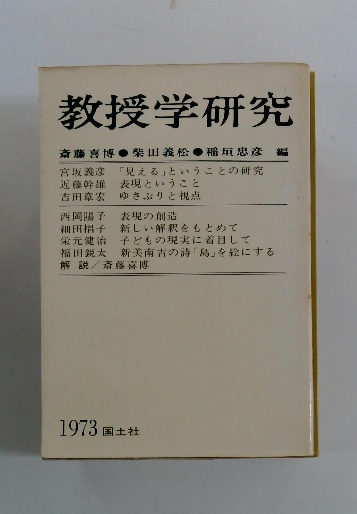 教授学研究
斎藤喜博●柴田義松●稲垣忠彦 編
宮坂義彦 「見える」ということの研究
近藤幹雄 表現ということ
吉田章宏 ゆさぶりと視点
西岡陽子 表現の創造
細田椙子 新しい解釈をもとめて
栄元健治 子どもの現実に着目して
福田鋭太 新美南吉の詩「島」を絵にする
解説／斎藤喜博
1973 国土社